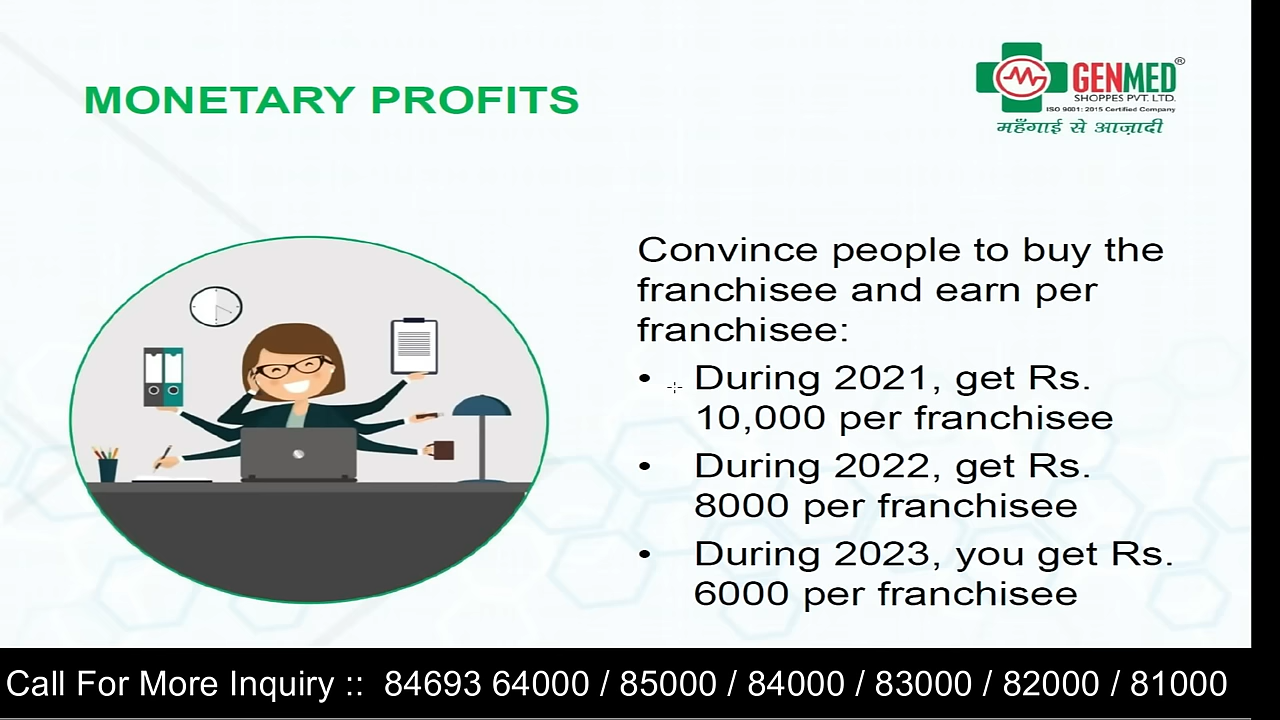 MONETARY PROFITS
GENMED®
SHOPPES PVT. LTD.
ISO 9001: 2015 Certified Company
महँगाई से आज़ादी
Convince people to buy the
franchisee and earn per
franchisee:
• During 2021, get Rs.
10,000 per franchisee
• During 2022, get Rs.
8000 per franchisee
• During 2023, you get Rs.
6000 per franchisee
Call For More Inquiry :: 84693 64000 / 85000 / 84000 / 83000 / 82000 / 81000